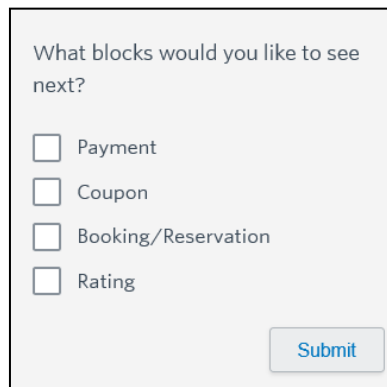 What blocks would you like to see
next?
Payment
Coupon
Booking/Reservation
Rating
Submit